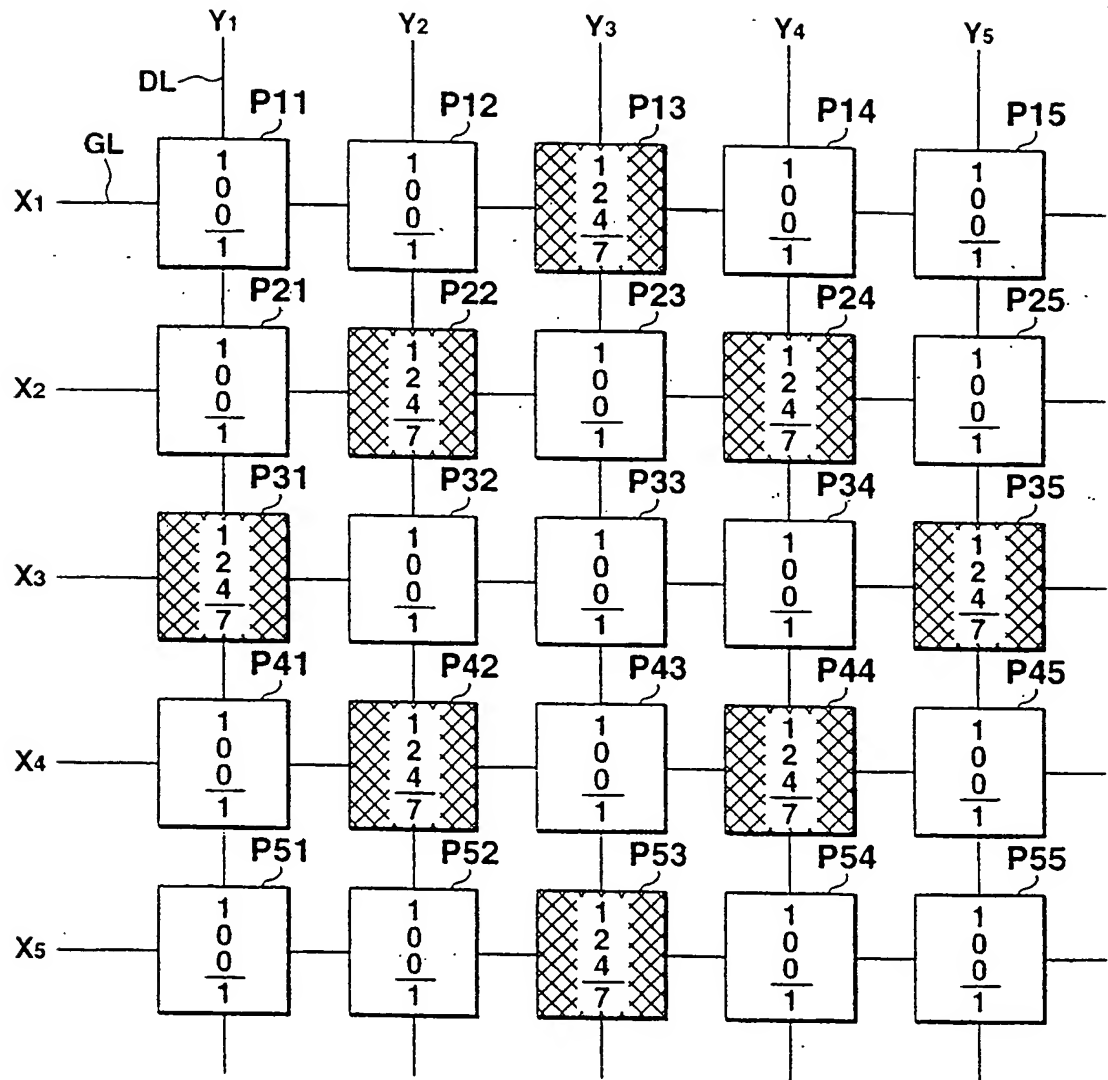 Y1 Y2 Y3 Y4 Y5
DL
P11 P12 P13 P14 P15
GL
X1
1 1 1 1 1
0 0 2 0 0
0 0 4 0 0
1 1 7 1 1
P21 P22 P23 P24 P25
X2
1 1 1 1 1
0 2 0 2 0
0 4 0 4 0
1 7 1 7 1
P31 P32 P33 P34 P35
X3
1 1 1 1 1
2 0 0 0 2
4 0 0 0 4
7 1 1 1 7
P41 P42 P43 P44 P45
X4
1 1 1 1 1
0 2 0 2 0
0 4 0 4 0
1 7 1 7 1
P51 P52 P53 P54 P55
X5
1 1 1 1 1
0 0 2 0 0
0 0 4 0 0
1 1 7 1 1